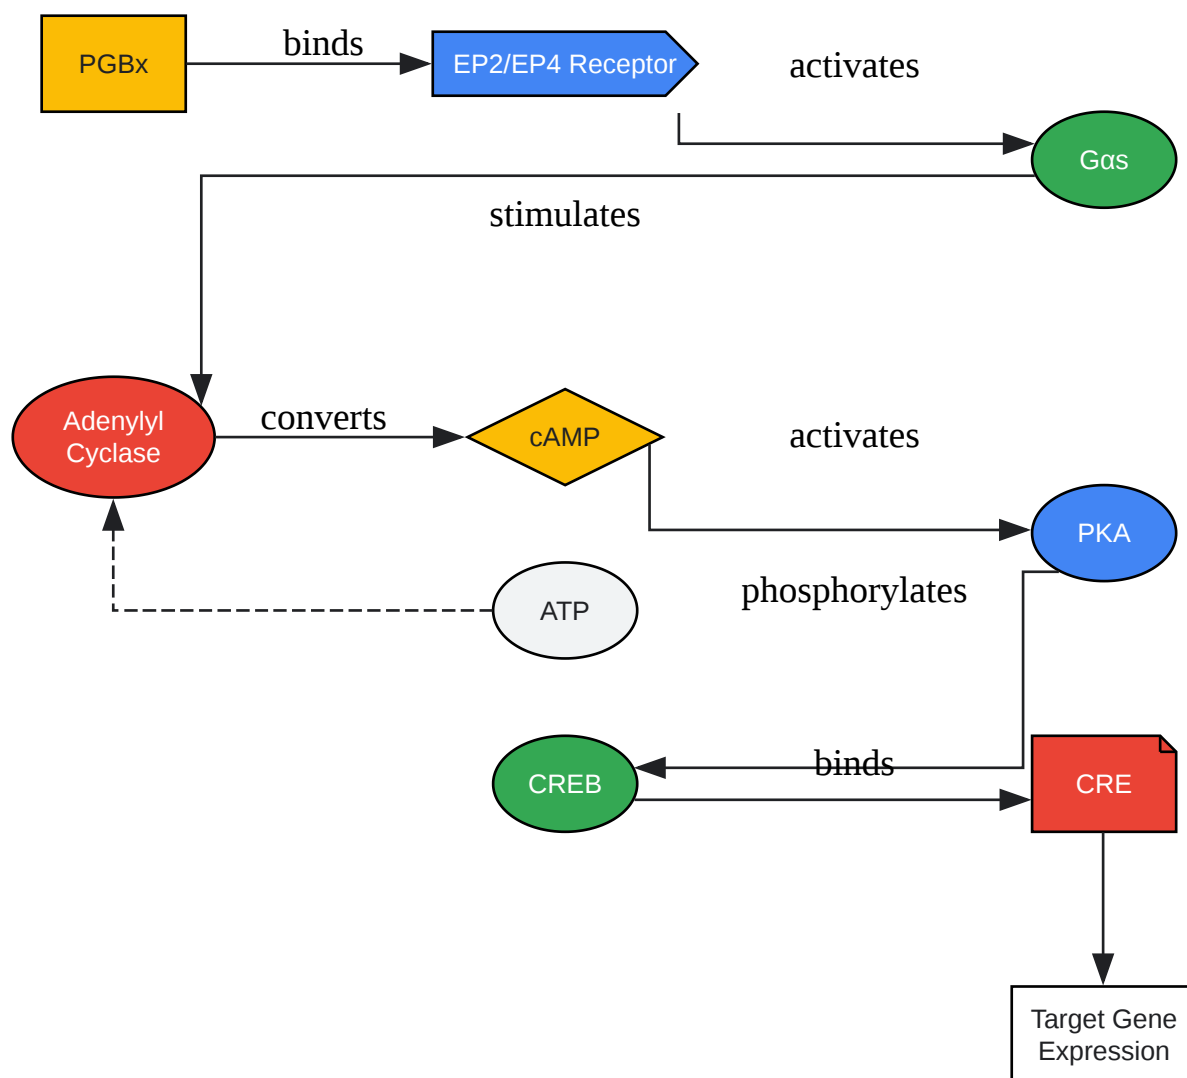 PGBx
binds
EP2/EP4 Receptor
activates
Gαs
stimulates
Adenylyl
Cyclase
converts
cAMP
activates
PKA
ATP
phosphorylates
CREB
binds
CRE
Target Gene
Expression